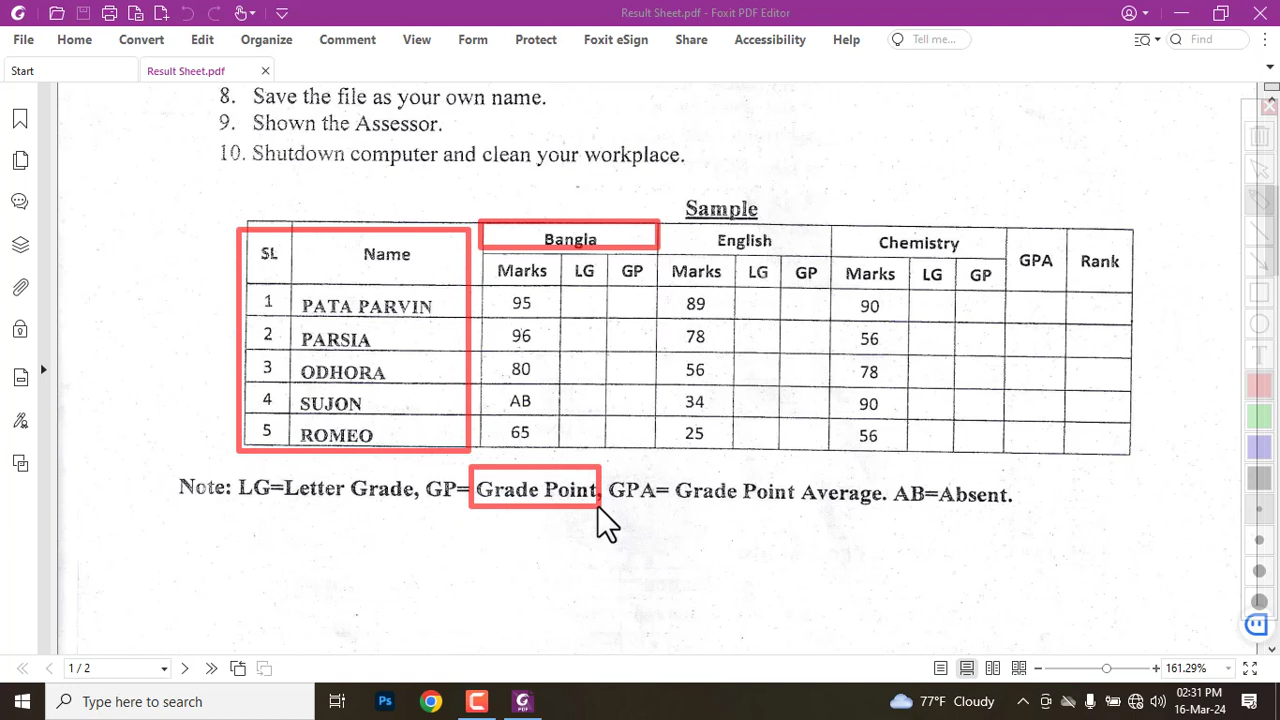 Result Sheet.pdf - Foxit PDF Editor
File Home Convert Edit Organize Comment View Form Protect Foxit eSign Share Accessibility Help Tell me... Find
Start Result Sheet.pdf
8. Save the file as your own name.
9. Shown the Assessor.
10. Shutdown computer and clean your workplace.
Sample
SL Name Bangla English Chemistry GPA Rank
Marks LG GP Marks LG GP Marks LG GP
1 PATA PARVIN 95 89 90
2 PARSIA 96 78 56
3 ODHORA 80 56 78
4 SUJON AB 34 90
5 ROMEO 65 25 56
Note: LG=Letter Grade, GP= Grade Point, GPA= Grade Point Average. AB=Absent.
1 / 2 161.29%
Type here to search Ps PDF 77°F Cloudy 02:31 PM
16-Mar-24